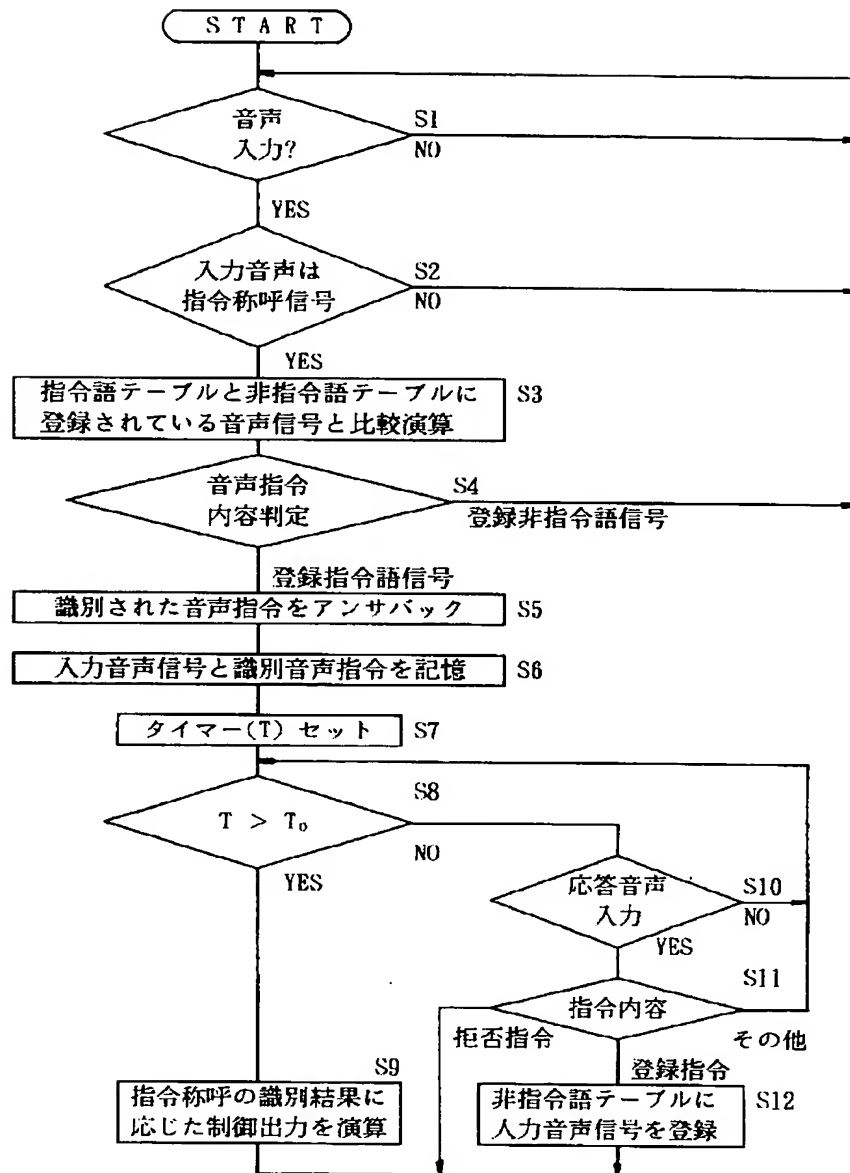 START
音声
入力?
S1
NO
YES
入力音声は
指令称呼信号
S2
NO
YES
指令語テーブルと非指令語テーブルに
登録されている音声信号と比較演算
S3
音声指令
内容判定
S4
登録非指令語信号
登録指令語信号
識別された音声指令をアンサバック
S5
入力音声信号と識別音声指令を記憶
S6
タイマー(T) セット
S7
T > T₀
S8
NO
YES
応答音声
入力
S10
NO
YES
指令内容
S11
拒否指令
その他
登録指令
S9
指令称呼の識別結果に
応じた制御出力を演算
非指令語テーブルに
入力音声信号を登録
S12